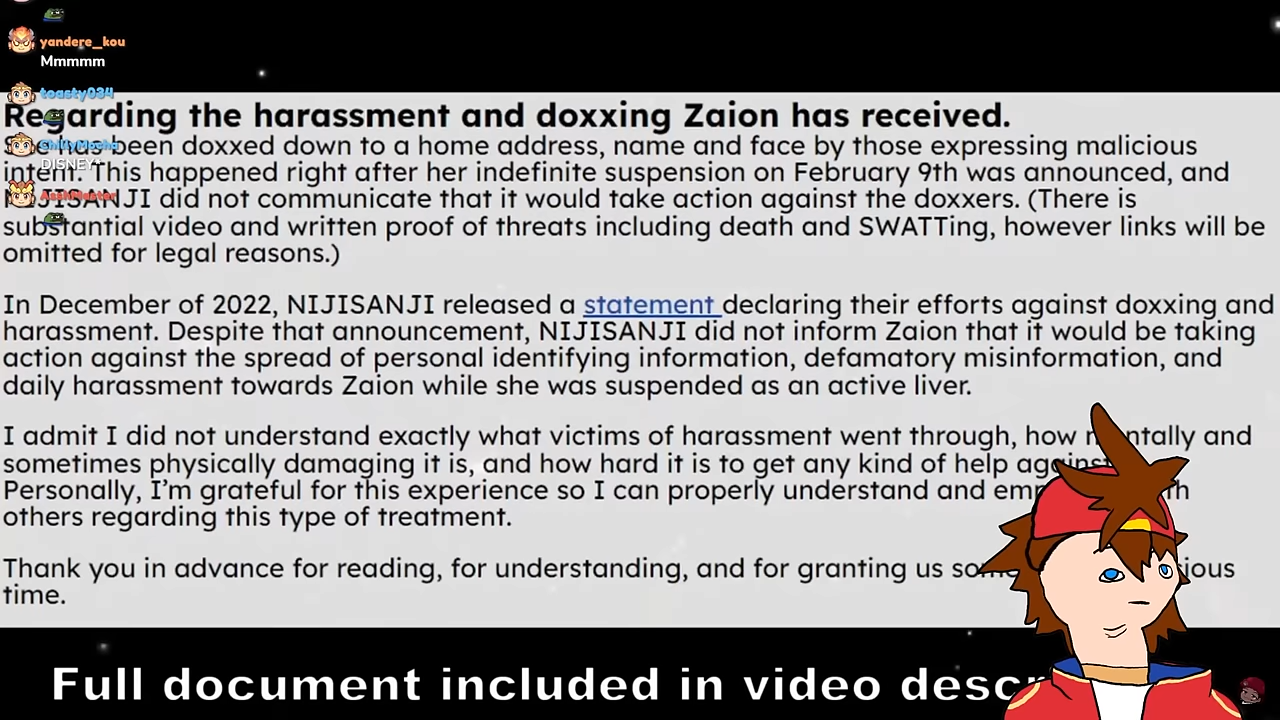 yandere_kou
Mmmmm
toasty034
ChillyMocha
DISNEY*
Regarding the harassment and doxxing Zaion has received.
been doxxed down to a home address, name and face by those expressing malicious
intent. This happened right after her indefinite suspension on February 9th was announced, and
NIJISANJI did not communicate that it would take action against the doxxers. (There is
substantial video and written proof of threats including death and SWATTing, however links will be
omitted for legal reasons.)
In December of 2022, NIJISANJI released a statement declaring their efforts against doxxing and
harassment. Despite that announcement, NIJISANJI did not inform Zaion that it would be taking
action against the spread of personal identifying information, defamatory misinformation, and
daily harassment towards Zaion while she was suspended as an active liver.
I admit I did not understand exactly what victims of harassment went through, how mentally and
sometimes physically damaging it is, and how hard it is to get any kind of help against
Personally, I'm grateful for this experience so I can properly understand and
others regarding this type of treatment.
Thank you in advance for reading, for understanding, and for granting us
time.
Full document included in video